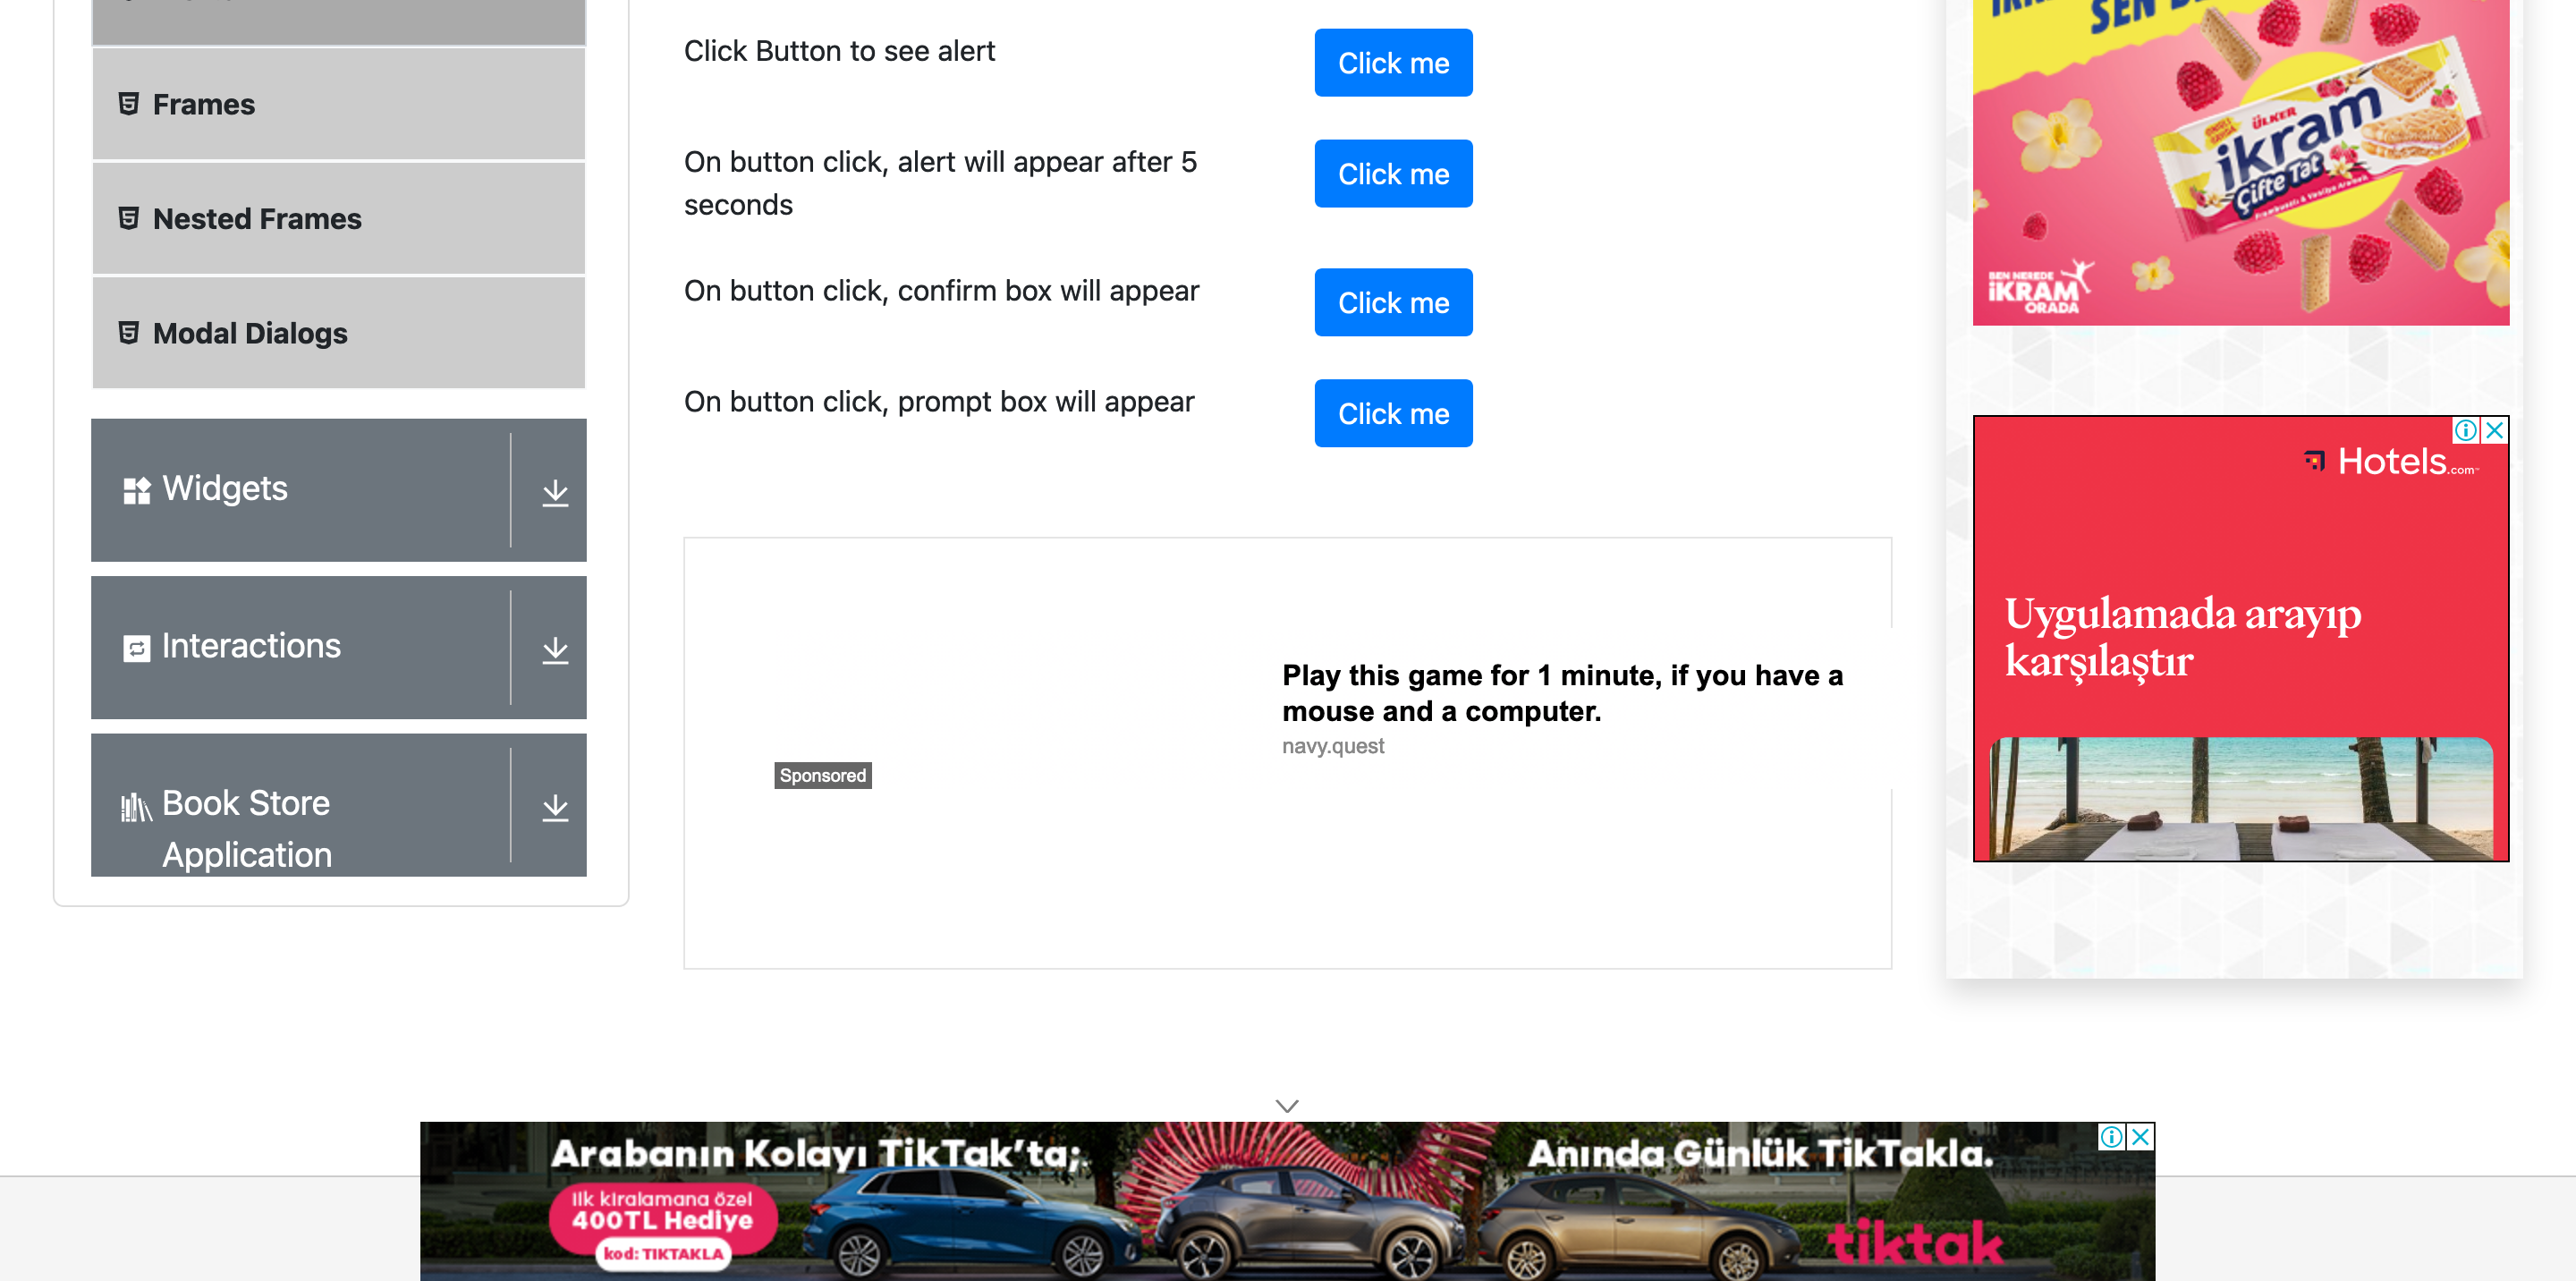 Frames
Nested Frames
Modal Dialogs
Widgets
Interactions
Book Store
Application
Click Button to see alert
Click me
On button click, alert will appear after 5
seconds
Click me
On button click, confirm box will appear
Click me
On button click, prompt box will appear
Click me
Sponsored
Play this game for 1 minute, if you have a
mouse and a computer.
navy.quest
ÜLKER
ikram
Çifte Tat
BEN NEREDE
iKRAM
ORADA
Hotels.com
Uygulamada arayıp
karşılaştır
Arabanın Kolayı TikTak'ta;
Anında Günlük TikTakla.
İlk kiralamana özel
400TL Hediye
kod: TIKTAKLA
tiktak